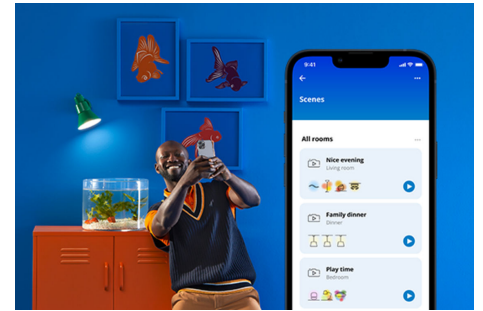 9:41
Scenes
All rooms
Nice evening
Living room
Family dinner
Dinner
Play time
Bedroom